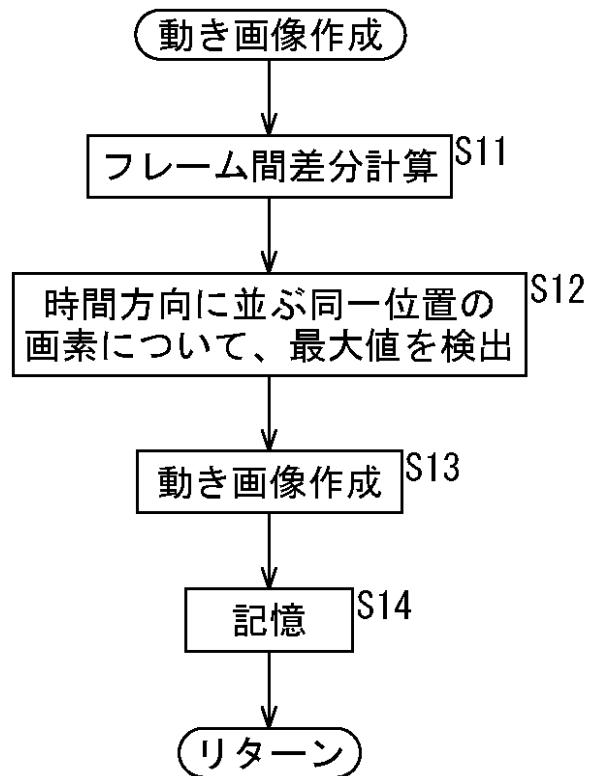 動き画像作成
フレーム間差分計算
S11
時間方向に並ぶ同一位置の
画素について、最大値を検出
S12
動き画像作成
S13
記憶
S14
リターン